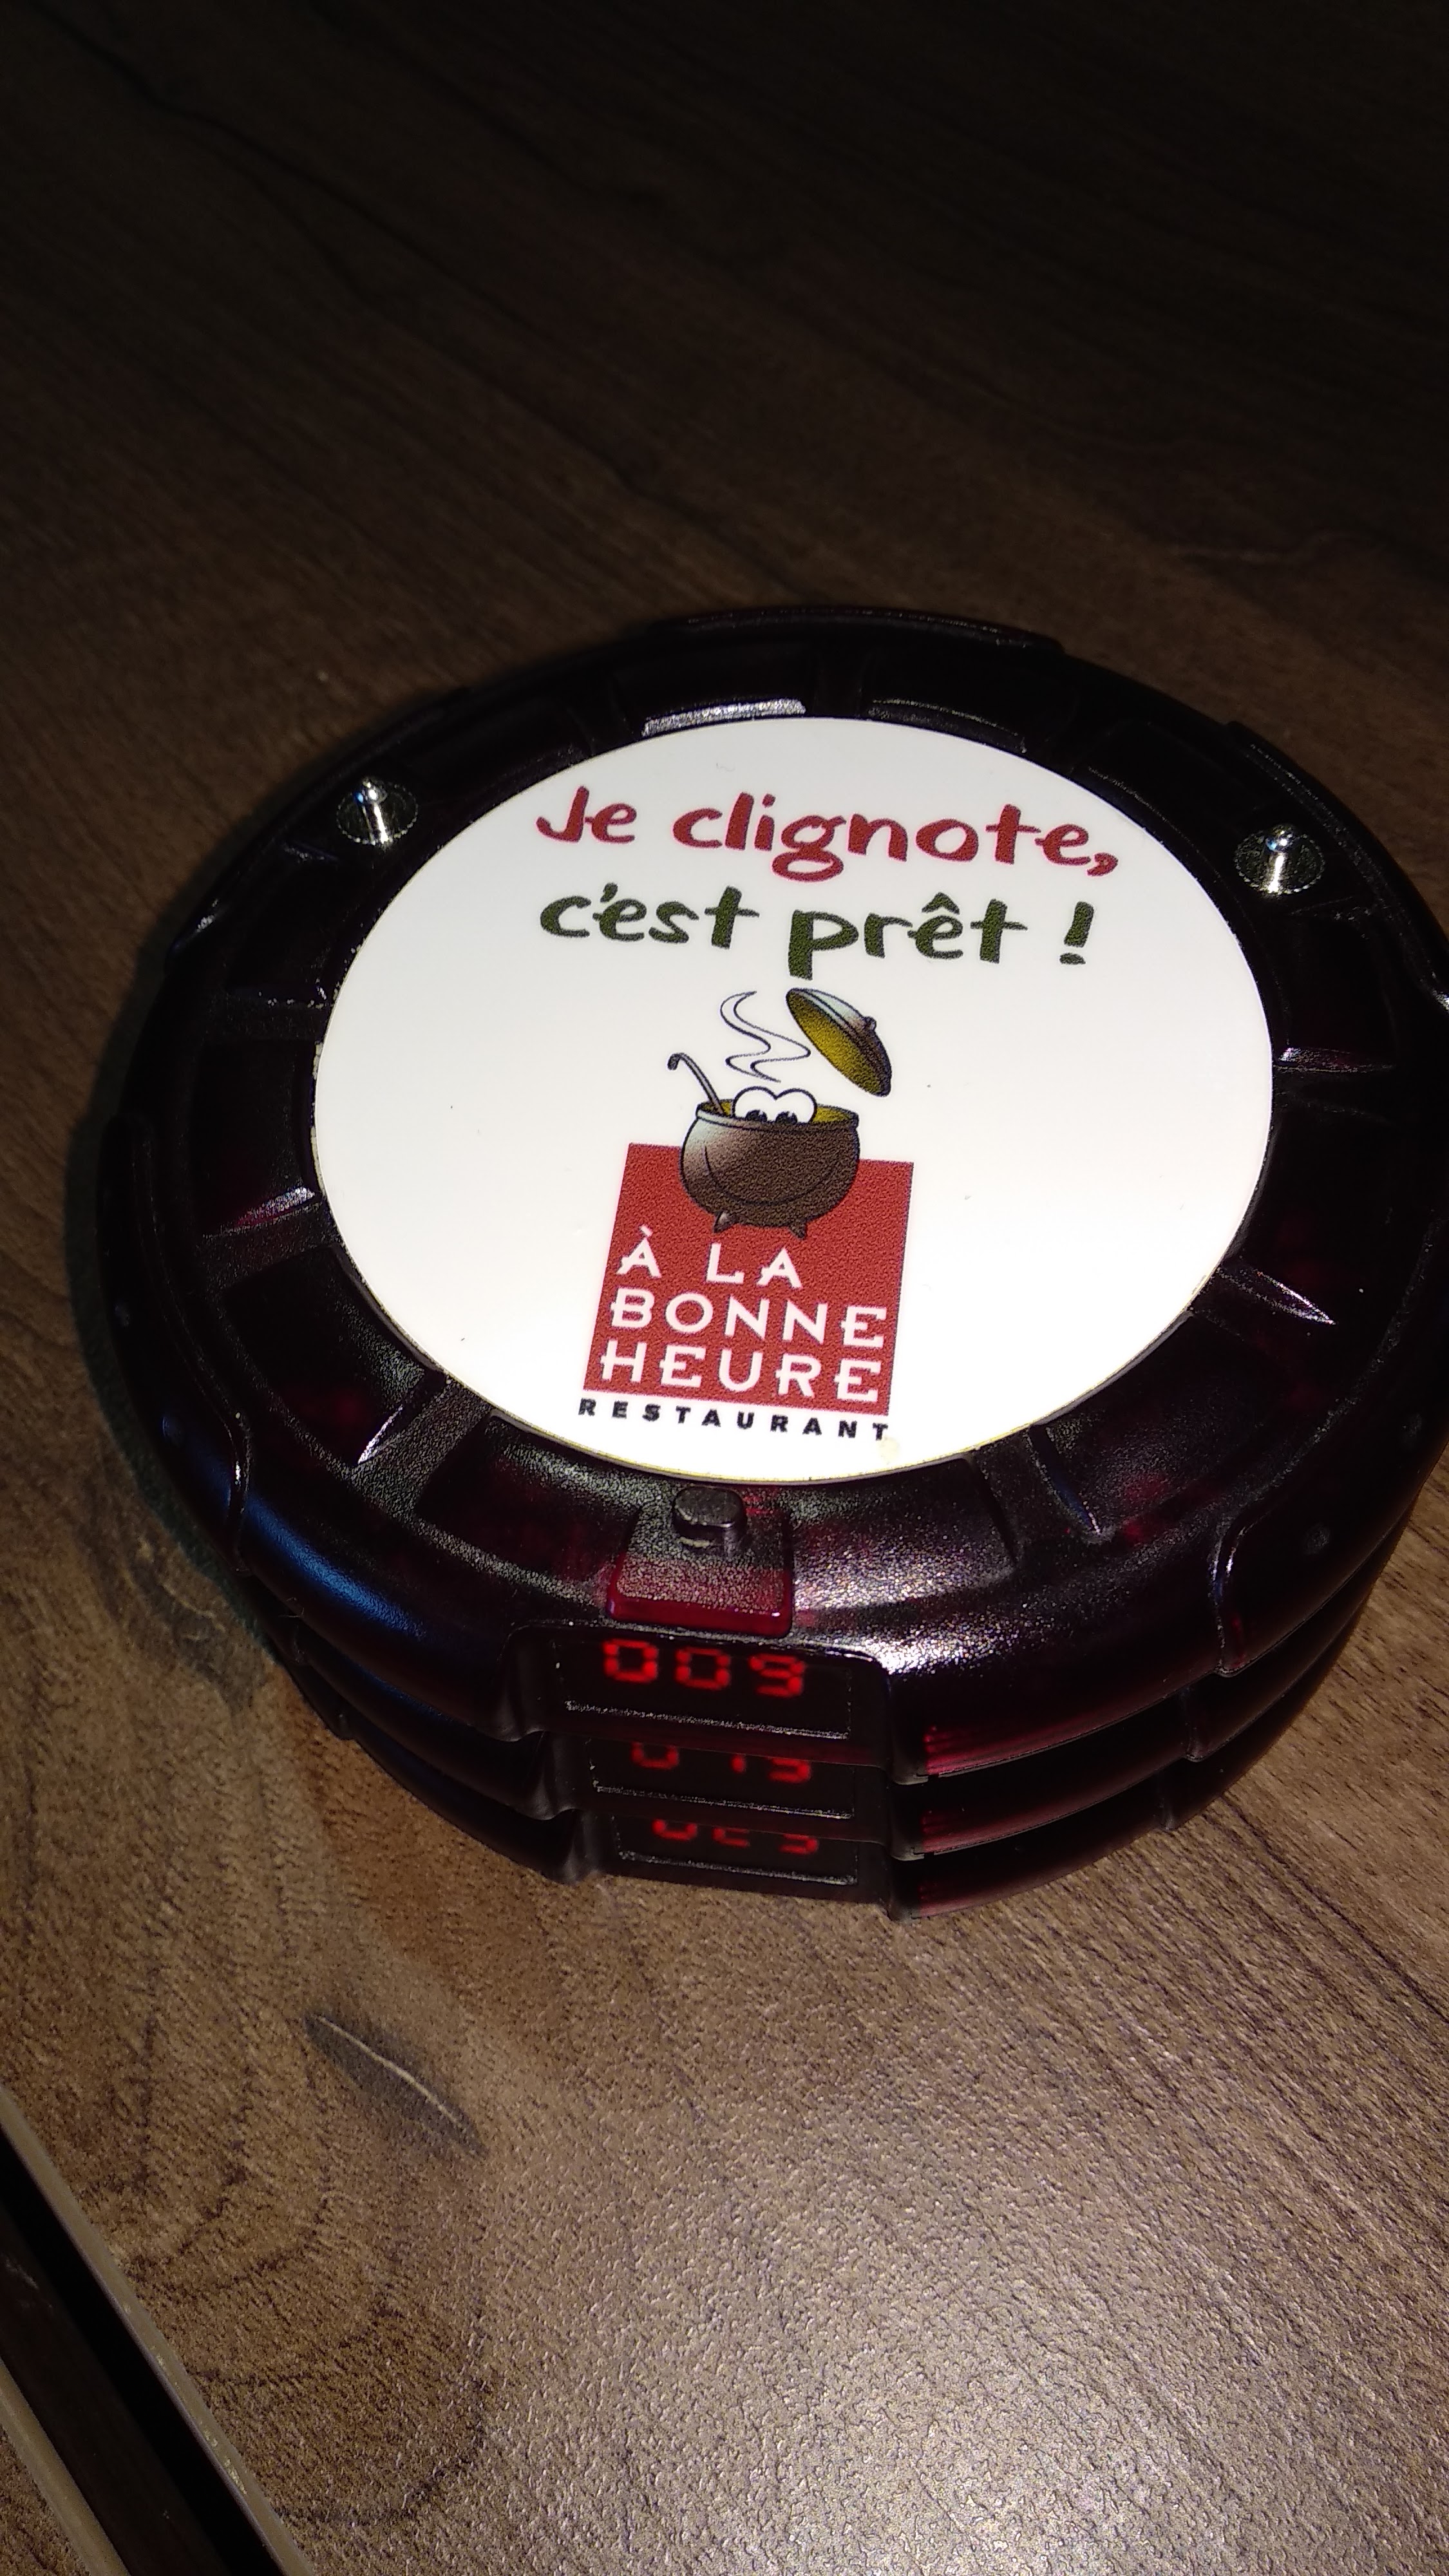 Je clignote,
c'est prêt !
À LA
BONNE
HEURE
RESTAURANT
009